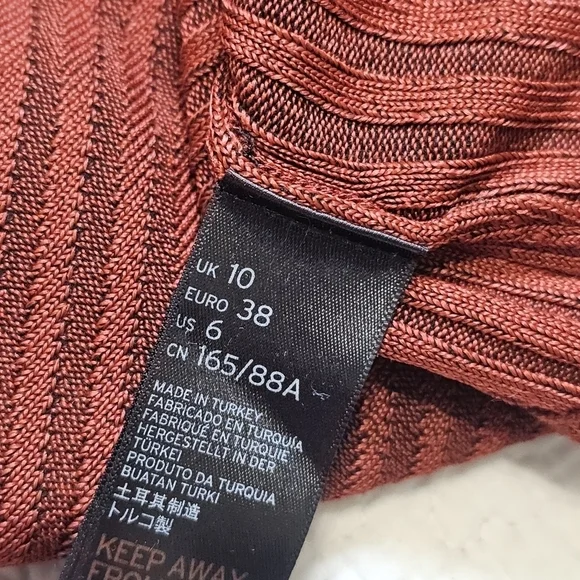 UK 10
EURO 38
US 6
CN 165/88A
MADE IN TURKEY
FABRICADO EN TURQUIA
FABRIQUÉ EN TURQUIE
HERGESTELLT IN DER
TÜRKEI
PRODUTO DA TURQUIA
BUATAN TURKI
土耳其制造
トルコ製
KEEP AWAY